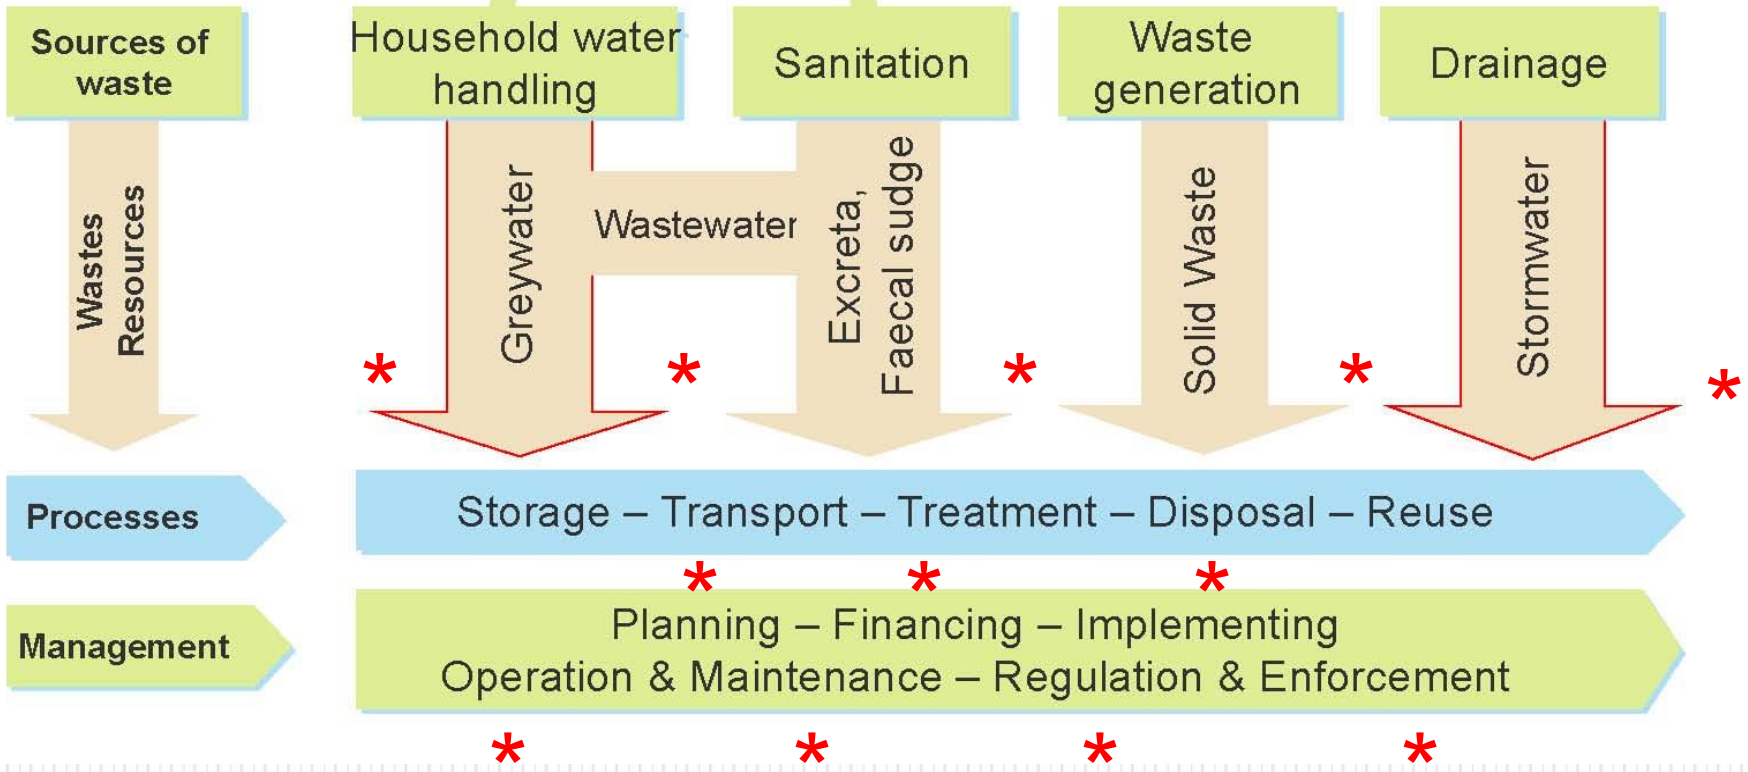 Sources of
waste
Household water
handling
Sanitation
Waste
generation
Drainage
Wastes
Resources
Greywater
Wastewater
Excreta,
Faecal sudge
Solid Waste
Stormwater
* * * * *
Processes
Storage – Transport – Treatment – Disposal – Reuse
* * *
Management
Planning – Financing – Implementing
Operation & Maintenance – Regulation & Enforcement
* * * *